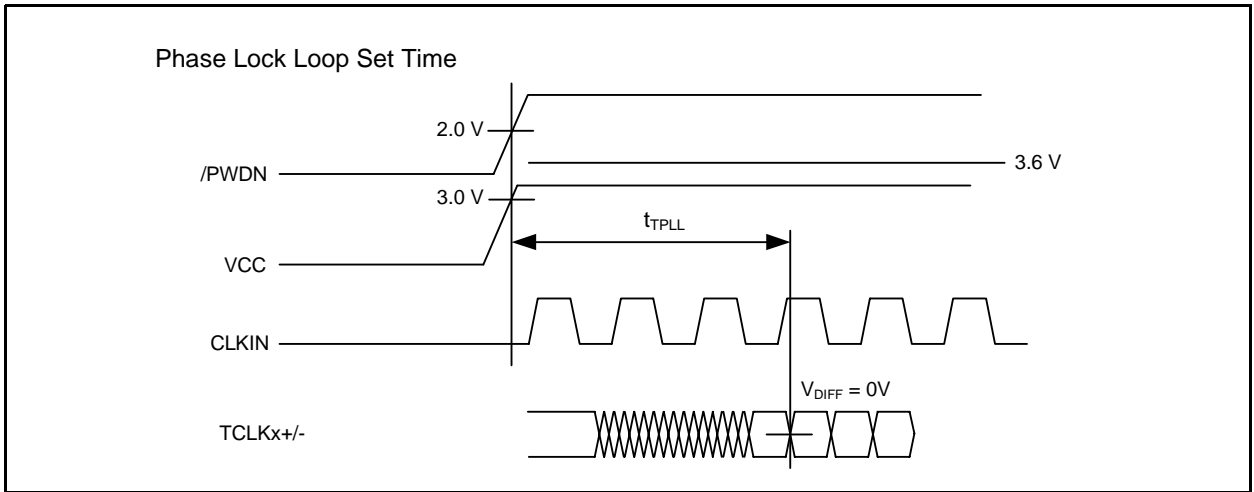 Phase Lock Loop Set Time
2.0 V
/PWDN
3.6 V
3.0 V
tTPLL
VCC
CLKIN
VDIFF = 0V
TCLKx+/-